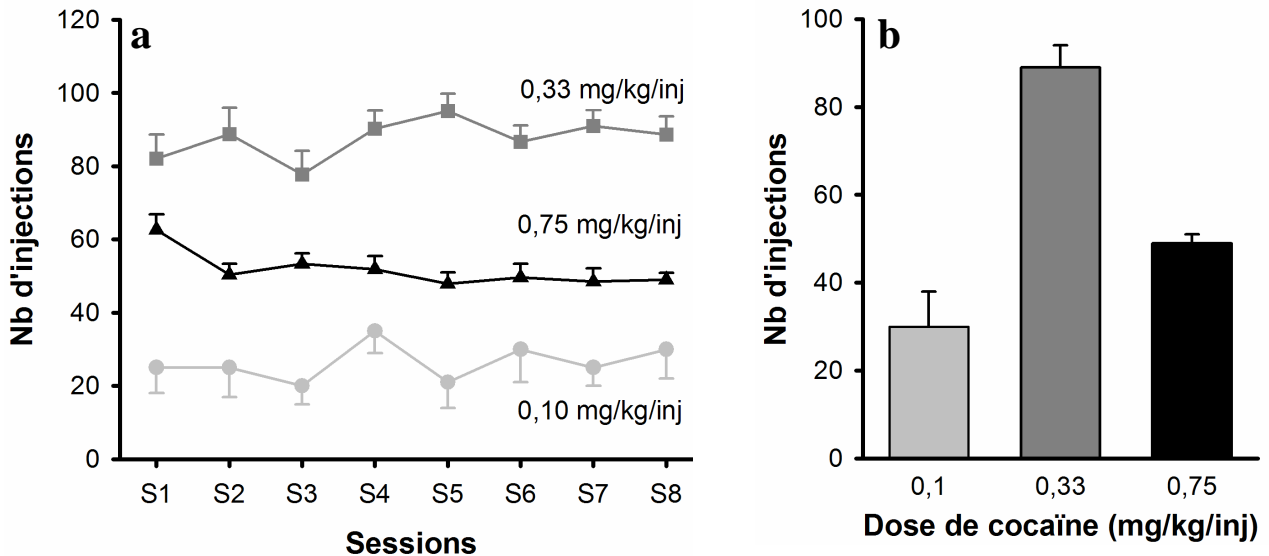 a
120
100
80
60
40
20
0
Nb d'injections
0,33 mg/kg/inj
0,75 mg/kg/inj
0,10 mg/kg/inj
S1 S2 S3 S4 S5 S6 S7 S8
Sessions
b
100
80
60
40
20
0
Nb d'injections
0,1 0,33 0,75
Dose de cocaïne (mg/kg/inj)